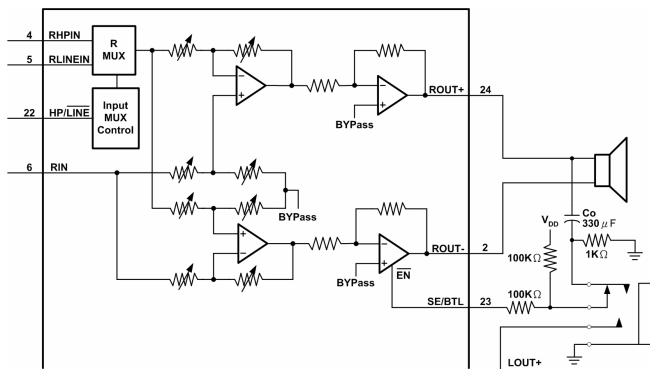 4 RHPIN
R
MUX
5 RLINEIN
22 HP/LINE
Input
MUX
Control
6 RIN
BYPass
ROUT+ 24
BYPass
ROUT- 2
BYPass
EN
SE/BTL 23
Co
330μF
VDD
1KΩ
100KΩ
100KΩ
LOUT+